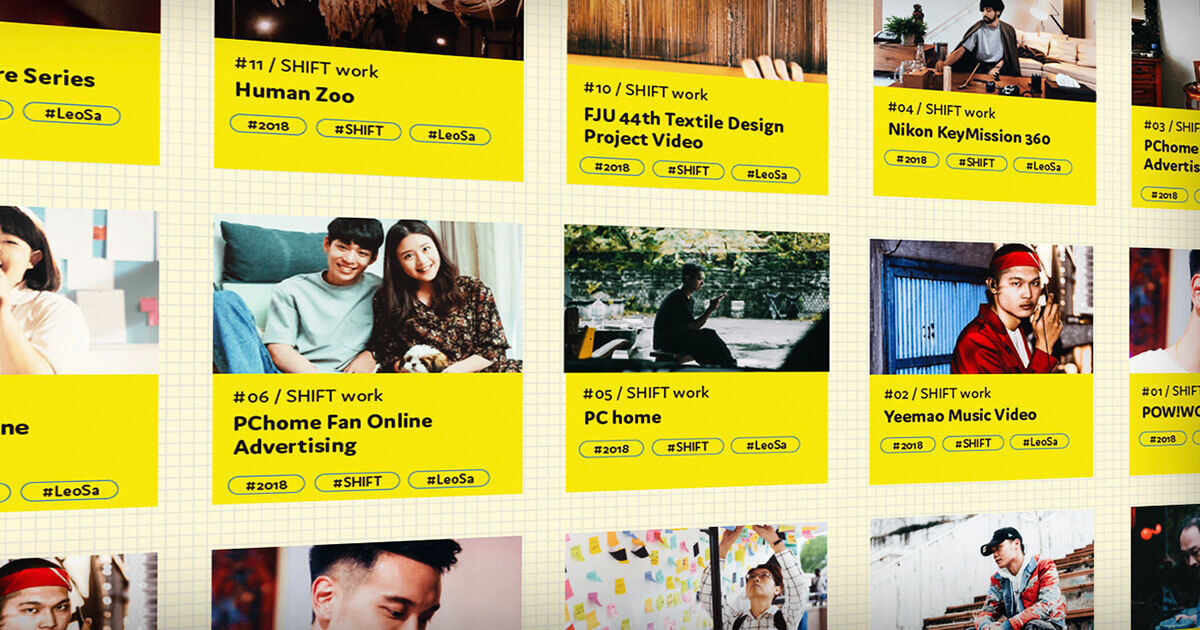 re Series
#LeoSa
#11 / SHIFT work
Human Zoo
#2018 #SHIFT #LeoSa
#10 / SHIFT work
FJU 44th Textile Design
Project Video
#2018 #SHIFT #LeoSa
#04 / SHIFT work
Nikon KeyMission 360
#2018 #SHIFT #LeoSa
#03 / SHIF
PChome
Advertis
#2018
ne
#LeoSa
#06 / SHIFT work
PChome Fan Online
Advertising
#2018 #SHIFT #LeoSa
#05 / SHIFT work
PC home
#2018 #SHIFT #LeoSa
#02 / SHIFT work
Yeemao Music Video
#2018 #SHIFT #LeoSa
#01 / SHIF
POW!WO
#2018